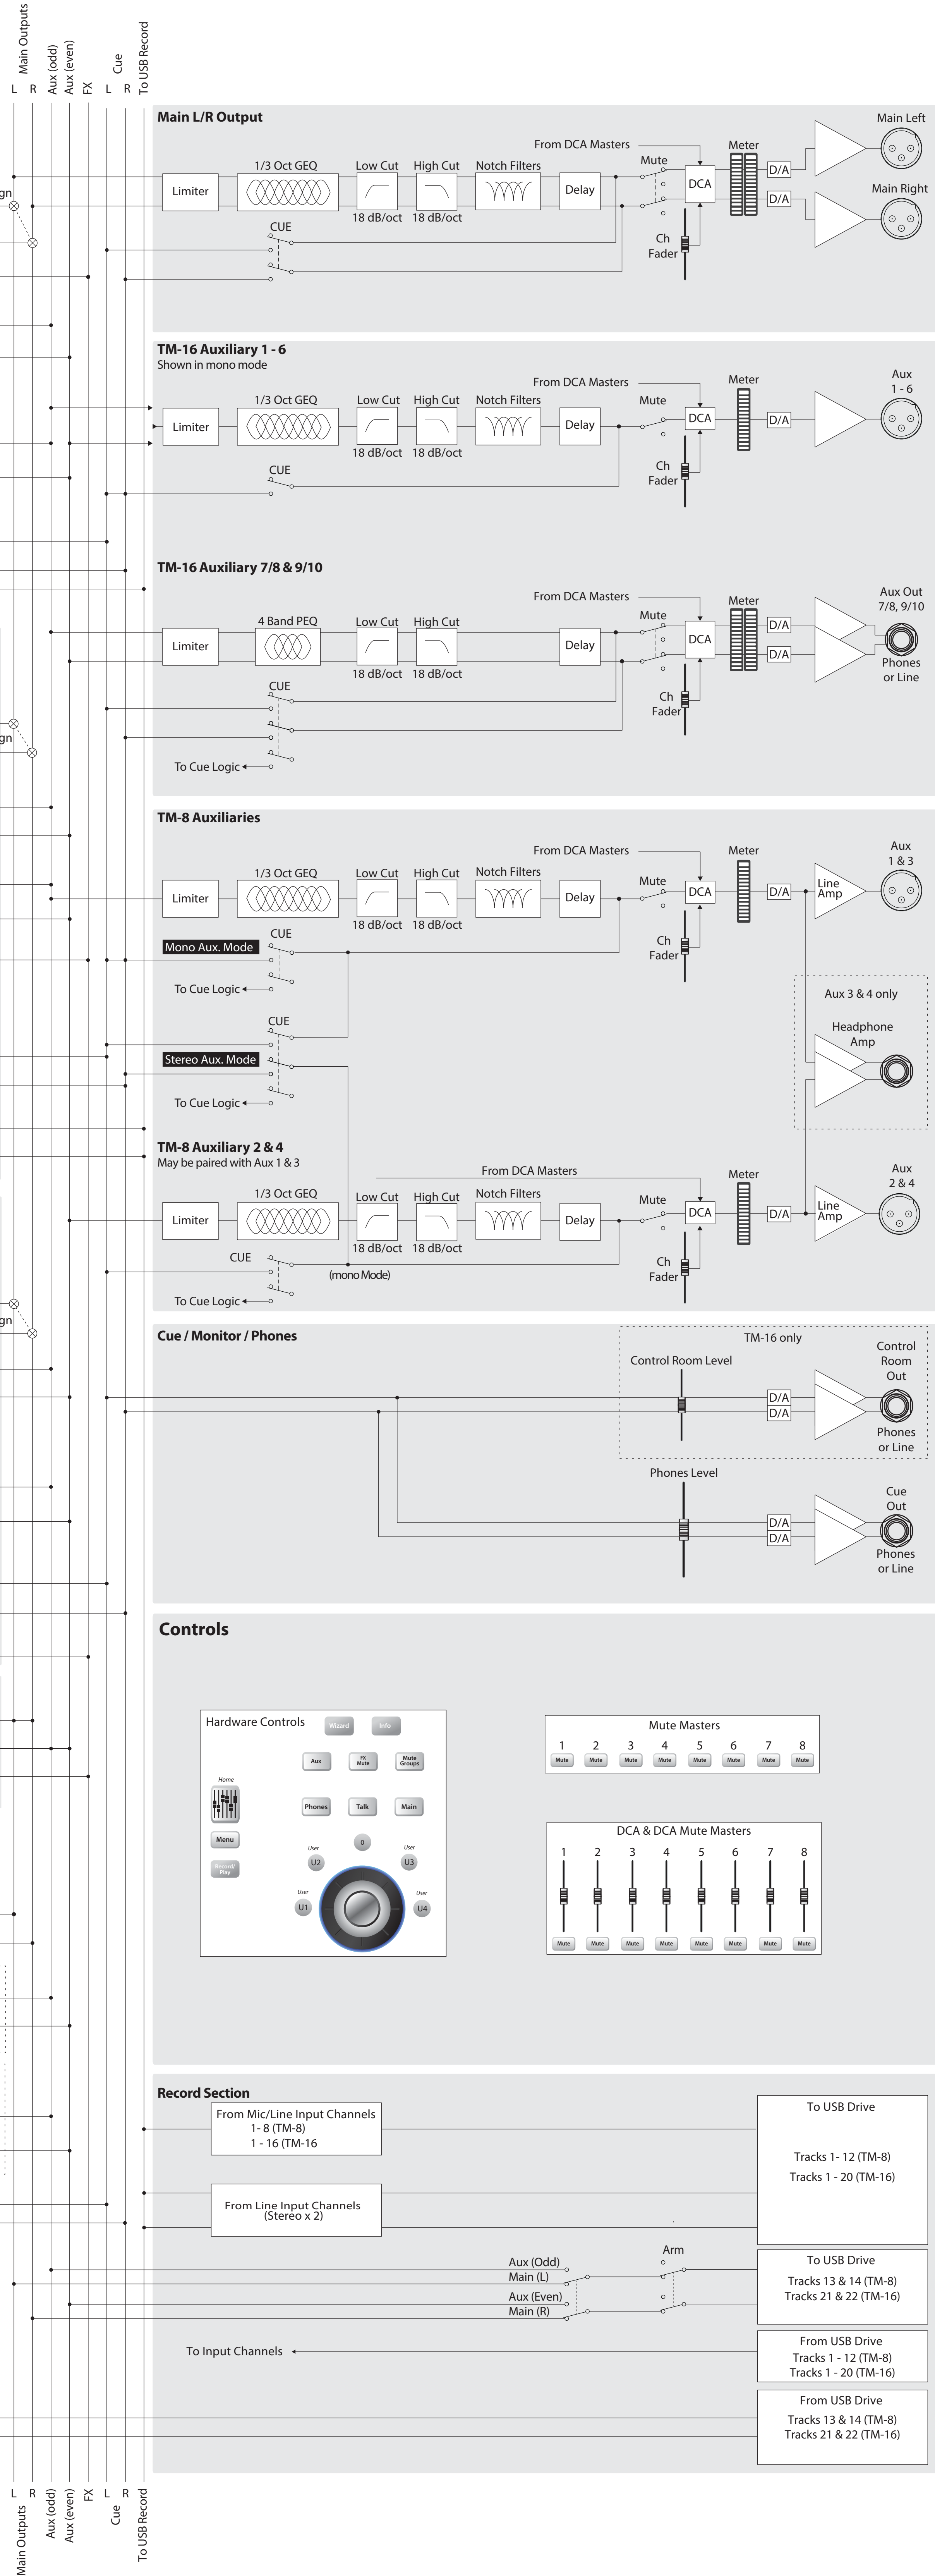 Main Outputs
Aux (odd)
Aux (even)
Cue
To USB Record
L R FX L R
Main L/R Output
Main Left
From DCA Masters
Meter
1/3 Oct GEQ Low Cut High Cut Notch Filters
Mute
D/A
Limiter
Delay
DCA
Main Right
gn
D/A
18 dB/oct 18 dB/oct
CUE
Ch
Fader
TM-16 Auxiliary 1 - 6
Shown in mono mode
Aux
1 - 6
From DCA Masters
Meter
1/3 Oct GEQ Low Cut High Cut Notch Filters
Mute
Limiter
Delay
DCA
D/A
18 dB/oct 18 dB/oct
CUE
Ch
Fader
TM-16 Auxiliary 7/8 & 9/10
Aux Out
7/8, 9/10
From DCA Masters
Meter
4 Band PEQ Low Cut High Cut
Mute
D/A
Limiter
Delay
DCA
D/A
Phones
or Line
18 dB/oct 18 dB/oct
CUE
Ch
Fader
gn
To Cue Logic
TM-8 Auxiliaries
Aux
1 & 3
From DCA Masters
Meter
1/3 Oct GEQ Low Cut High Cut Notch Filters
Mute
Limiter
Delay
DCA
D/A
Line
Amp
18 dB/oct 18 dB/oct
CUE
Mono Aux. Mode
Ch
Fader
To Cue Logic
Aux 3 & 4 only
CUE
Headphone
Amp
Stereo Aux. Mode
To Cue Logic
TM-8 Auxiliary 2 & 4
May be paired with Aux 1 & 3
From DCA Masters
Meter
Aux
2 & 4
1/3 Oct GEQ Low Cut High Cut Notch Filters
Mute
Limiter
Delay
DCA
D/A
Line
Amp
18 dB/oct 18 dB/oct
CUE
Ch
Fader
(mono Mode)
To Cue Logic
gn
Cue / Monitor / Phones
TM-16 only
Control
Room
Out
Control Room Level
D/A
D/A
Phones
or Line
Phones Level
Cue
Out
D/A
D/A
Phones
or Line
Controls
Hardware Controls
Wizard Info
Aux
FX
Mute
Mute
Groups
Home
Phones Talk Main
Menu
Record/
Play
0
User User
U2 U3
User User
U1 U4
Mute Masters
1 2 3 4 5 6 7 8
Mute Mute Mute Mute Mute Mute Mute Mute
DCA & DCA Mute Masters
1 2 3 4 5 6 7 8
Mute Mute Mute Mute Mute Mute Mute Mute
Record Section
From Mic/Line Input Channels
1- 8 (TM-8)
1 - 16 (TM-16
To USB Drive
Tracks 1- 12 (TM-8)
Tracks 1 - 20 (TM-16)
From Line Input Channels
(Stereo x 2)
Arm
Aux (Odd)
Main (L)
Aux (Even)
Main (R)
To USB Drive
Tracks 13 & 14 (TM-8)
Tracks 21 & 22 (TM-16)
To Input Channels
From USB Drive
Tracks 1 - 12 (TM-8)
Tracks 1 - 20 (TM-16)
From USB Drive
Tracks 13 & 14 (TM-8)
Tracks 21 & 22 (TM-16)
L R FX L R
Main Outputs
Aux (odd)
Aux (even)
Cue
To USB Record